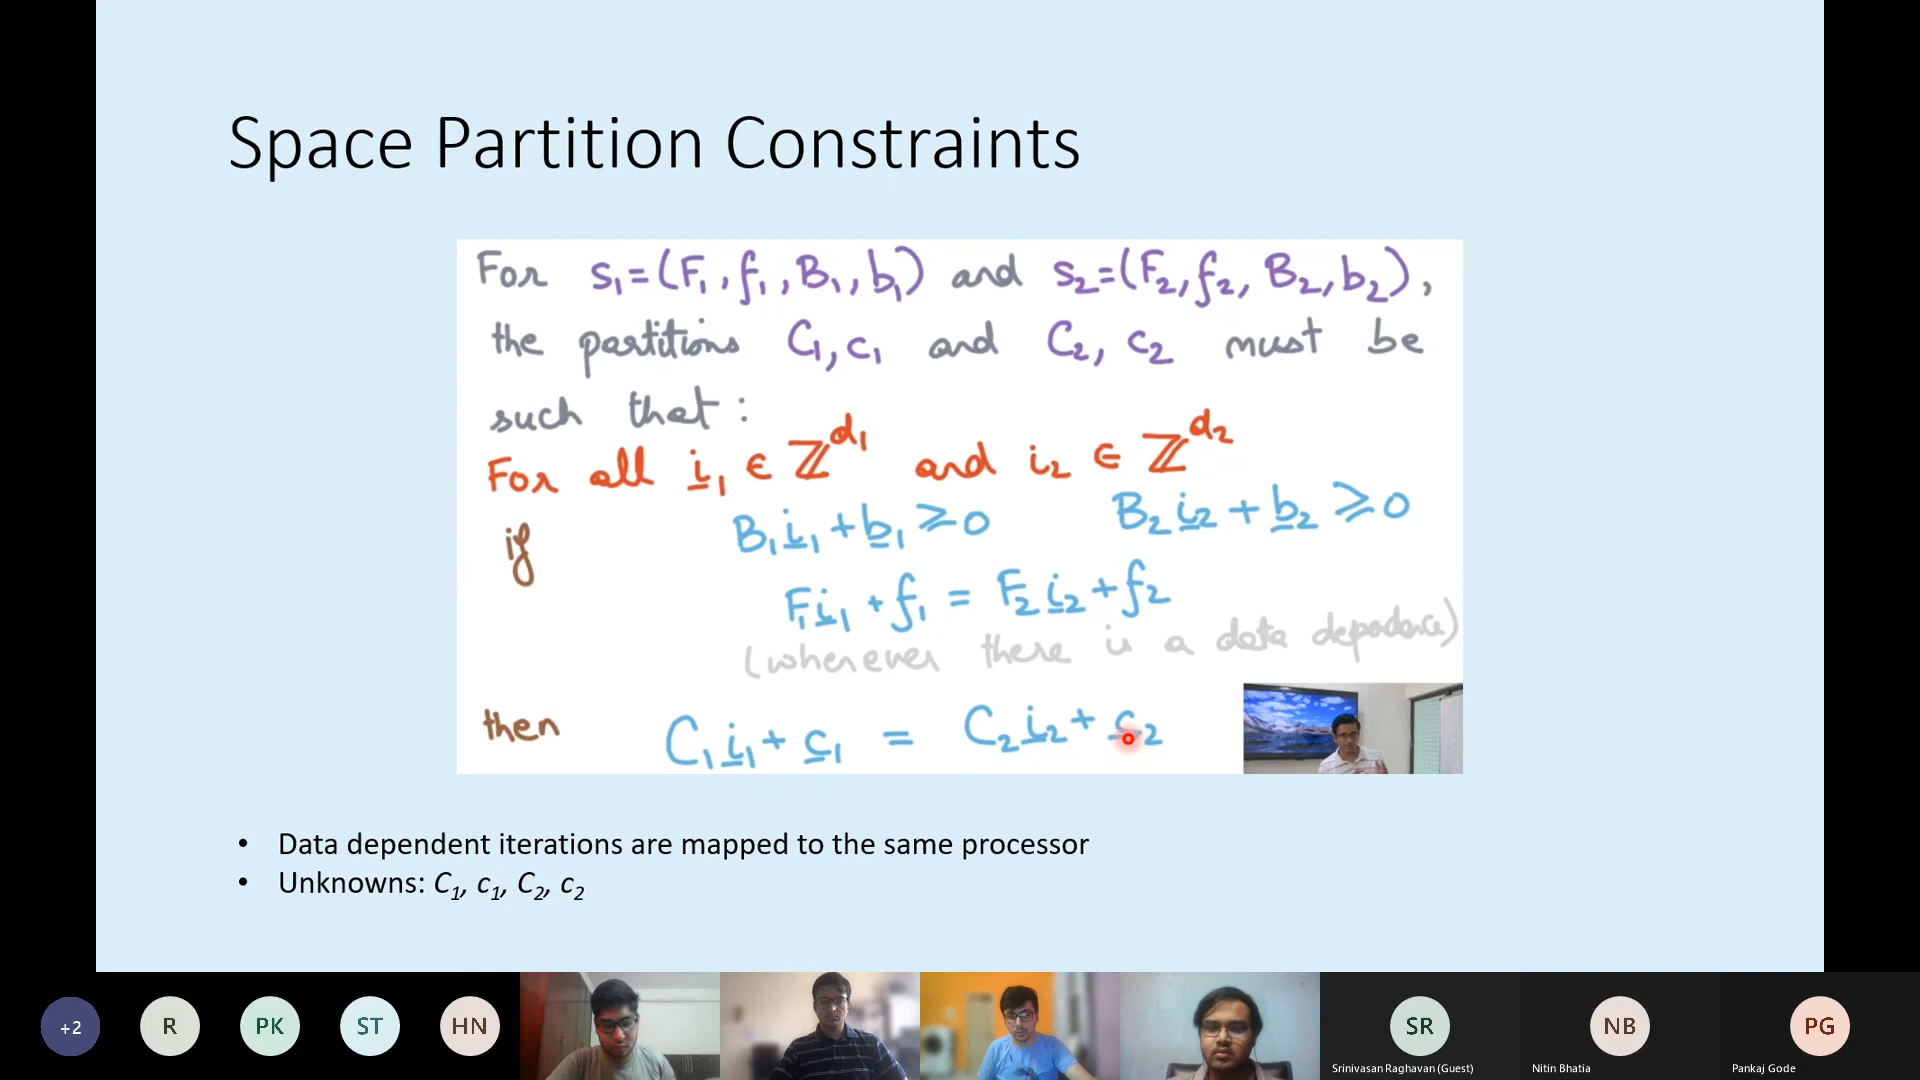 Space Partition Constraints
For s₁=(F₁,f₁,B₁,b₁) and s₂=(F₂,f₂,B₂,b₂),
the partitions C₁,c₁ and C₂,c₂ must be
such that:
For all i₁ ∈ ℤ^d₁ and i₂ ∈ ℤ^d₂
if B₁i₁+b₁≥0 B₂i₂+b₂≥0
F₁i₁+f₁ = F₂i₂+f₂
(wherever there is a data dependence)
then C₁i₁+c₁ = C₂i₂+c₂
• Data dependent iterations are mapped to the same processor
• Unknowns: C₁, c₁, C₂, c₂
+2 R PK ST HN SR NB PG
Srinivasan Raghavan (Guest) Nitin Bhatia Pankaj Gode